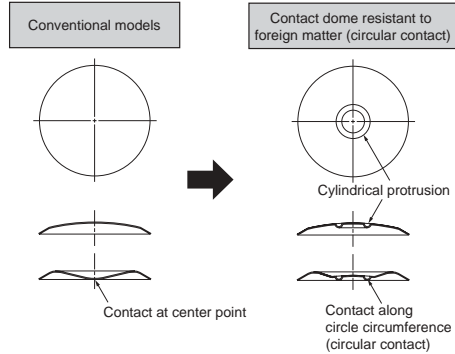 Conventional models
Contact dome resistant to
foreign matter (circular contact)
Cylindrical protrusion
Contact at center point
Contact along
circle circumference
(circular contact)